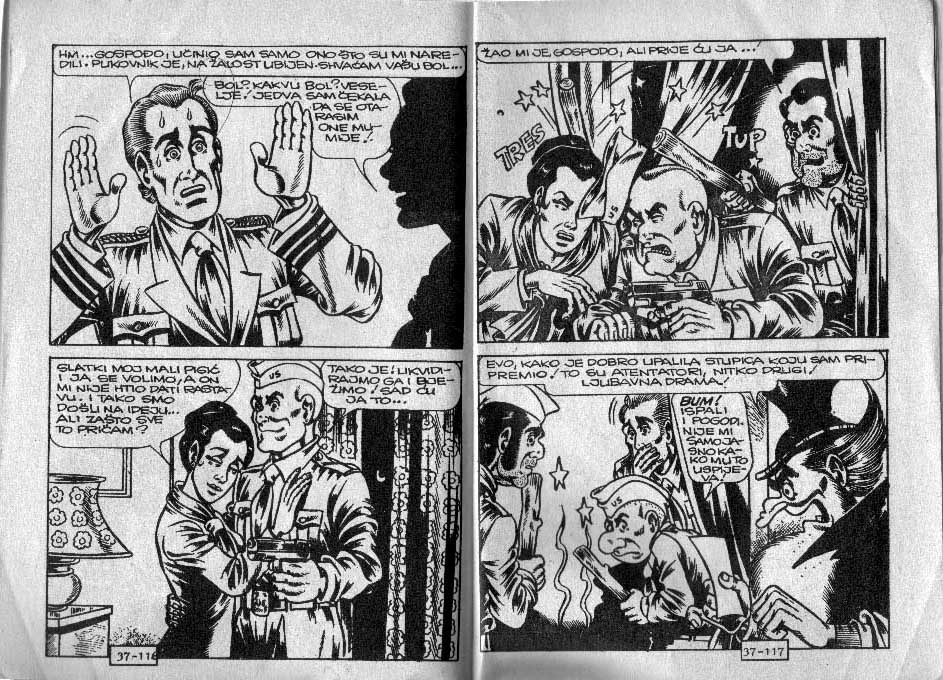 HM...GOSPODO, UČINIO SAM SAMO ONO ŠTO SU MI NARE-
DILI. PUKOVNIK JE, NA ŽALOST UBIJEN. SHVAĆAM VAŠU BOL...
BOL? KAKVU BOL? VESE-
LJE! JEDVA SAM ČEKALA
DA SE OTA-
RASIM
ONE MU-
MIJE!
SLATKI MOJ MALI PIGIĆ
I JA SE VOLIMO, A ON
MI NIJE HTIO DATI RASTA-
VU. I TAKO SMO
DOŠLI NA IDEJU...
ALI ZAŠTO SVE
TO PRIČAM?
US
TAKO JE! LIKVIDI-
RAJMO GA I BJE-
ŽIMO! SAD ĆU
JA TO...
37-116
ŽAO MI JE, GOSPODO, ALI PRIJE ĆU JA...!
TRES
TUP
US
EVO, KAKO JE DOBRO UPALILA STUPICA KOJU SAM PRI-
PREMIO! TO SU ATENTATORI, NITKO DRUGI!
LJUBAVNA DRAMA!
BUM!
ISPALI
I POGODI.
NIJE MI
SAMO JA-
SNO KA-
KO MU TO
USPIJE-
VA!
US
37-117